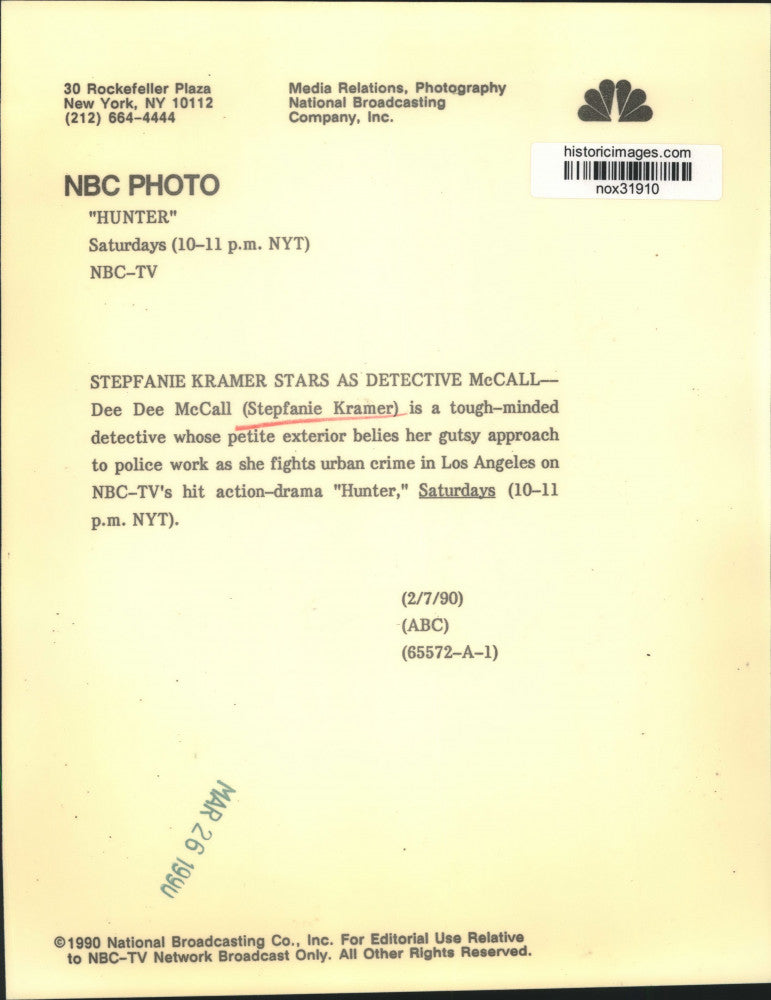 30 Rockefeller Plaza
New York, NY 10112
(212) 664-4444
Media Relations, Photography
National Broadcasting
Company, Inc.
historicimages.com
nox31910
NBC PHOTO
"HUNTER"
Saturdays (10-11 p.m. NYT)
NBC-TV
STEPFANIE KRAMER STARS AS DETECTIVE McCALL—
Dee Dee McCall (Stepfanie Kramer) is a tough-minded
detective whose petite exterior belies her gutsy approach
to police work as she fights urban crime in Los Angeles on
NBC-TV's hit action-drama "Hunter," Saturdays (10-11
p.m. NYT).
(2/7/90)
(ABC)
(65572-A-1)
MAR 26 1990
©1990 National Broadcasting Co., Inc. For Editorial Use Relative
to NBC-TV Network Broadcast Only. All Other Rights Reserved.